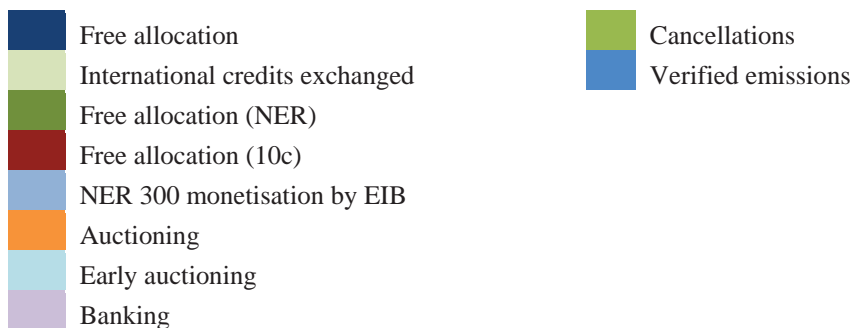 Free allocation
International credits exchanged
Free allocation (NER)
Free allocation (10c)
NER 300 monetisation by EIB
Auctioning
Early auctioning
Banking
Cancellations
Verified emissions